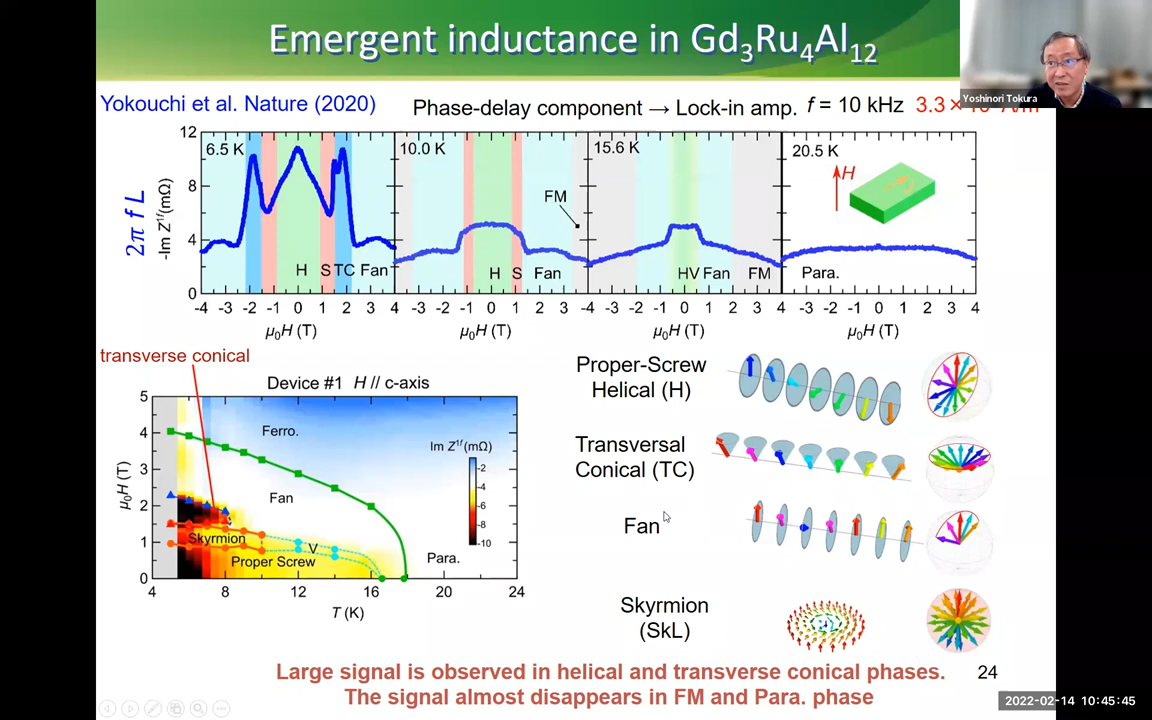 Emergent inductance in Gd3Ru4Al12
Yoshinori Tokura
Yokouchi et al. Nature (2020)
Phase-delay component → Lock-in amp. f = 10 kHz 3.3 ×
2π f L
-Im Z^1f (mΩ)
12
8
4
0
6.5 K
H S TC Fan
10.0 K
FM
H S Fan
15.6 K
HV Fan FM
20.5 K
H
Para.
-4 -3 -2 -1 0 1 2 3 4
-3 -2 -1 0 1 2 3 4
-3 -2 -1 0 1 2 3 4
-3 -2 -1 0 1 2 3 4
μ0H (T)
μ0H (T)
μ0H (T)
μ0H (T)
transverse conical
Device #1 H // c-axis
μ0H (T)
5
4
3
2
1
0
Ferro.
Fan
Skyrmion
V
Proper Screw
Para.
Im Z^1f (mΩ)
-2
-4
-6
-8
-10
4 8 12 16 20 24
T (K)
Proper-Screw
Helical (H)
Transversal
Conical (TC)
Fan
Skyrmion
(SkL)
Large signal is observed in helical and transverse conical phases.
The signal almost disappears in FM and Para. phase
24
2022-02-14 10:45:45